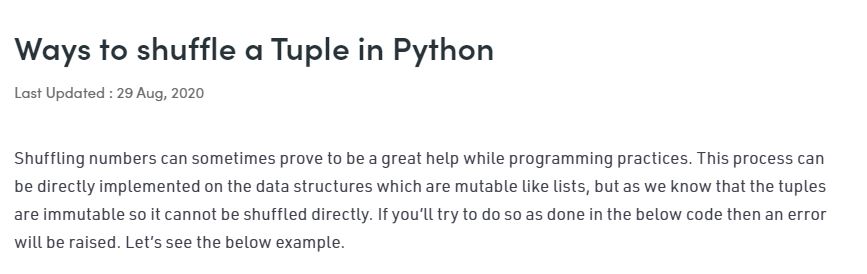 Ways to shuffle a Tuple in Python
Last Updated : 29 Aug, 2020
Shuffling numbers can sometimes prove to be a great help while programming practices. This process can
be directly implemented on the data structures which are mutable like lists, but as we know that the tuples
are immutable so it cannot be shuffled directly. If you’ll try to do so as done in the below code then an error
will be raised. Let’s see the below example.